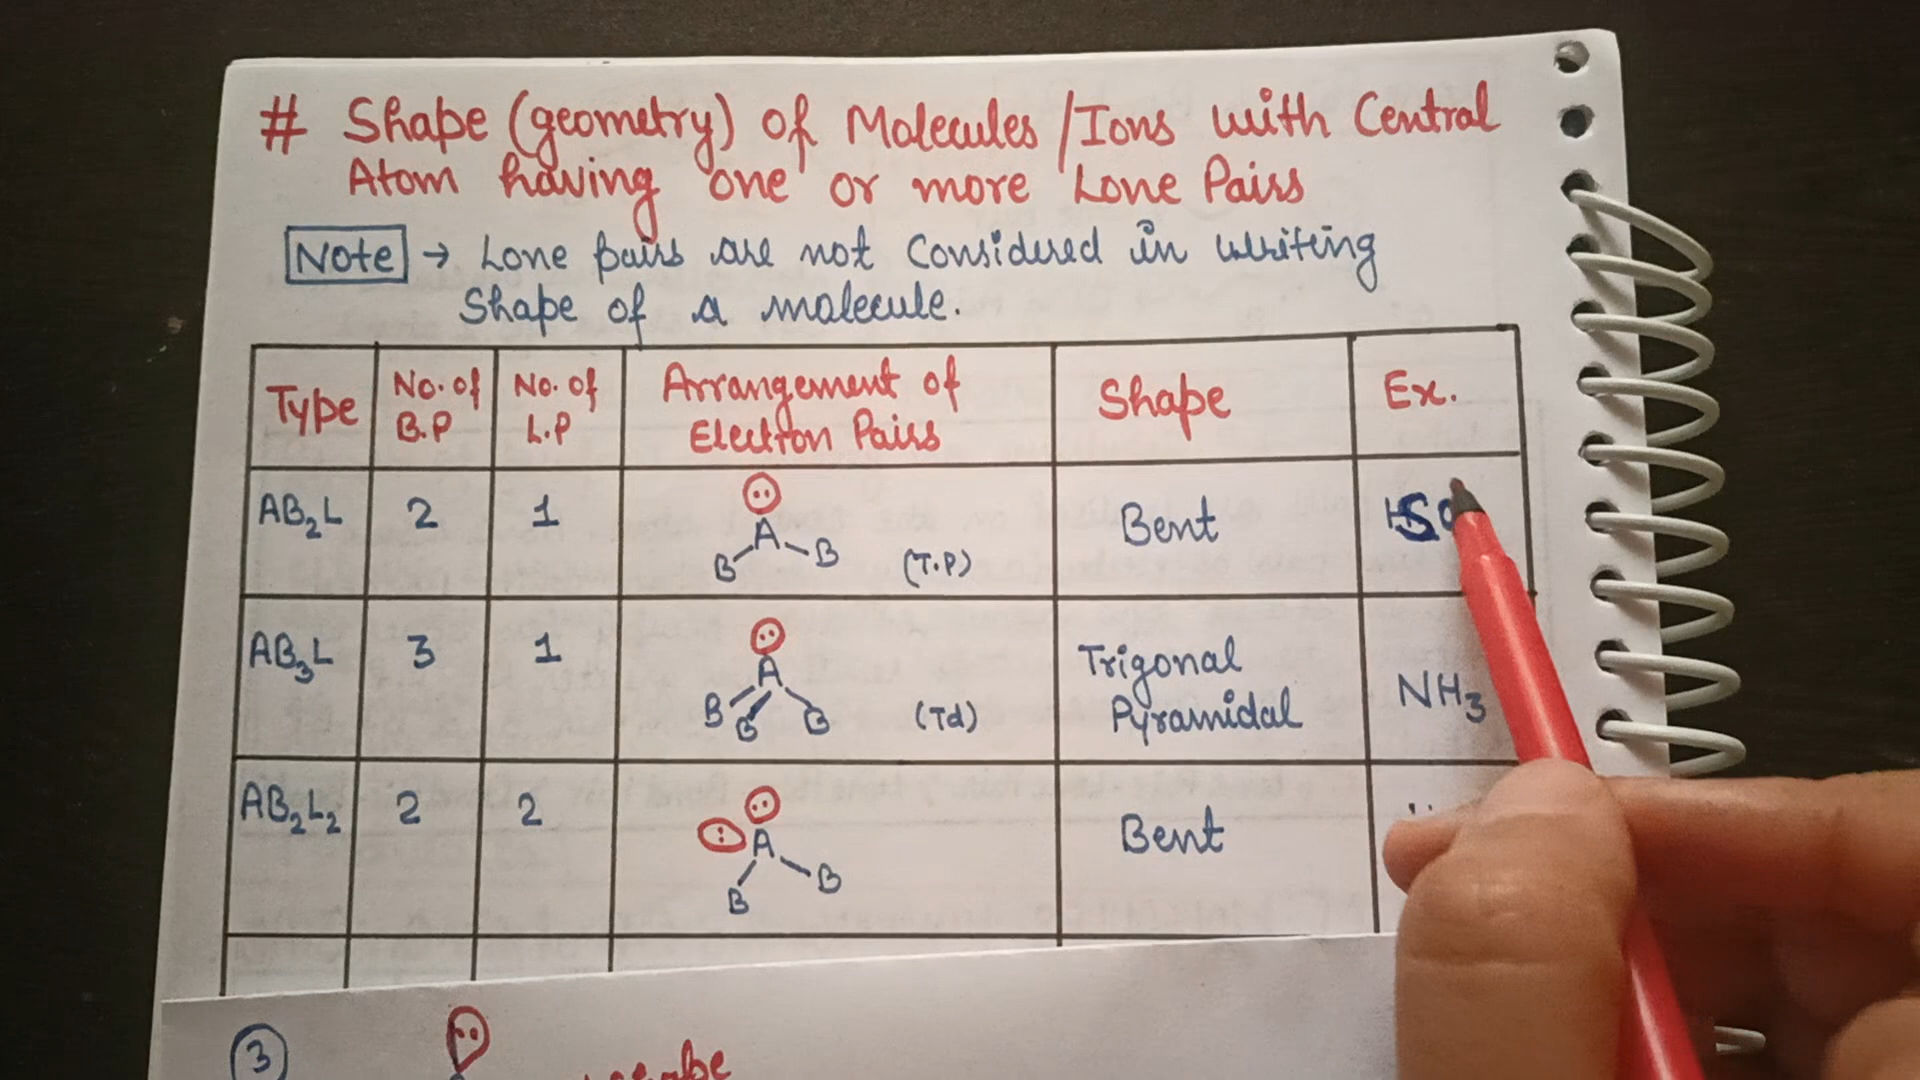 # Shape (geometry) of Molecules/Ions with Central
Atom having one or more Lone Pairs
Note → Lone pairs are not Considered in writing
Shape of a molecule.
Type No. of B.P No. of L.P Arrangement of Electron Pairs Shape Ex.
AB₂L 2 1 A B B (T.P) Bent
AB₃L 3 1 A B B B (Td) Trigonal Pyramidal NH₃
AB₂L₂ 2 2 A B B Bent
3